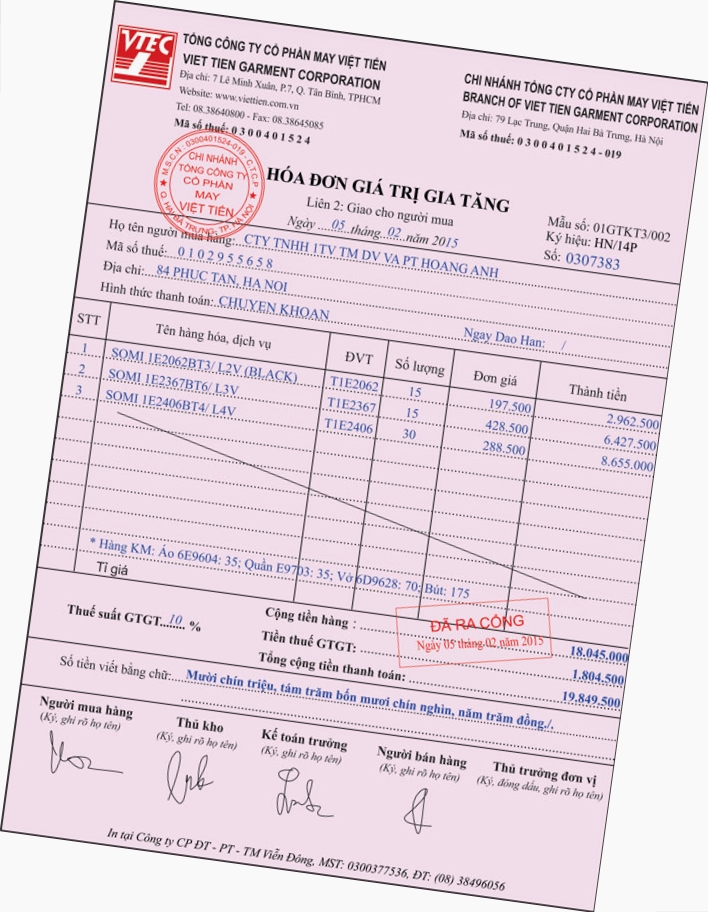 VTEC
TỔNG CÔNG TY CỔ PHẦN MAY VIỆT TIẾN
VIET TIEN GARMENT CORPORATION
Địa chỉ: 7 Lê Minh Xuân, P.7, Q. Tân Bình, TPHCM
Website: www.viettien.com.vn
Tel: 08.38640800 - Fax: 08.38645085
Mã số thuế: 0 3 0 0 4 0 1 5 2 4
CHI NHÁNH TỔNG CTY CỔ PHẦN MAY VIỆT TIẾN
BRANCH OF VIET TIEN GARMENT CORPORATION
Địa chỉ: 79 Lạc Trung, Quận Hai Bà Trưng, Hà Nội
Mã số thuế: 0 3 0 0 4 0 1 5 2 4 - 019
M.S.C.N: 0300401524-019 - C.T.C.P
CHI NHÁNH
TỔNG CÔNG TY
CỔ PHẦN
MAY
VIỆT TIẾN
Q. HAI BÀ TRƯNG, TP. HÀ NỘI
HÓA ĐƠN GIÁ TRỊ GIA TĂNG
Liên 2: Giao cho người mua
Ngày 05 tháng 02 năm 2015
Mẫu số: 01GTKT3/002
Ký hiệu: HN/14P
Số: 0307383
Họ tên người mua hàng: CTY TNHH 1TV TM DV VA PT HOANG ANH
Mã số thuế: 0 1 0 2 9 5 5 6 5 8
Địa chỉ: 84 PHUC TAN, HA NOI
Hình thức thanh toán: CHUYEN KHOAN
Ngay Dao Han: /
STT Tên hàng hóa, dịch vụ ĐVT Số lượng Đơn giá Thành tiền
1 SOMI 1E2062BT3/ L2V (BLACK) T1E2062 15 197.500 2.962.500
2 SOMI 1E2367BT6/ L3V T1E2367 15 428.500 6.427.500
3 SOMI 1E2406BT4/ L4V T1E2406 30 288.500 8.655.000
* Hàng KM: Áo 6E9604: 35; Quần E9703: 35; Vớ 6D9628: 70; Bút: 175
Tỉ giá
Thuế suất GTGT 10 %
Cộng tiền hàng : 18.045.000
Tiền thuế GTGT: 1.804.500
Tổng cộng tiền thanh toán: 19.849.500
ĐÃ RA CỔNG
Ngày 05 tháng 02 năm 2015
Số tiền viết bằng chữ: Mười chín triệu, tám trăm bốn mươi chín nghìn, năm trăm đồng./.
Người mua hàng Thủ kho Kế toán trưởng Người bán hàng Thủ trưởng đơn vị
(Ký, ghi rõ họ tên) (Ký, ghi rõ họ tên) (Ký, ghi rõ họ tên) (Ký, ghi rõ họ tên) (Ký, đóng dấu, ghi rõ họ tên)
In tại Công ty CP ĐT - PT - TM Viễn Đông, MST: 0300377536, ĐT: (08) 38496056